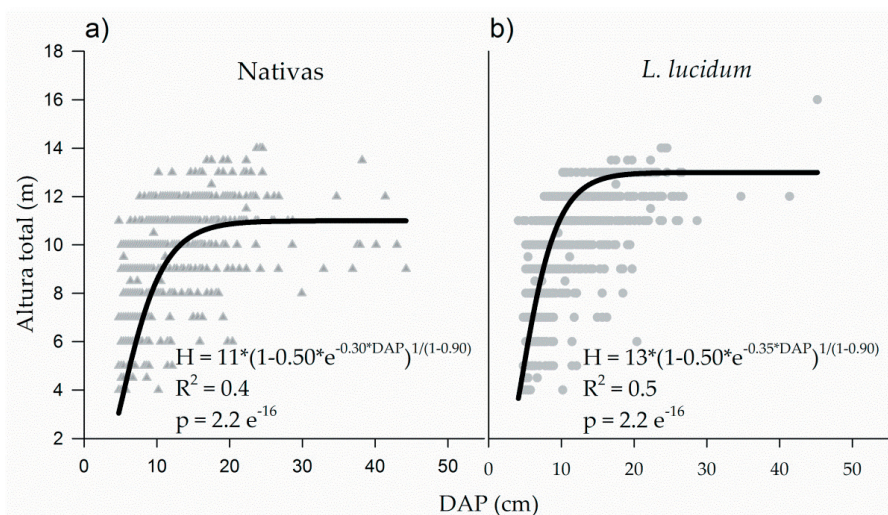 a)
Nativas
18
16
14
12
10
8
6
4
2
Altura total (m)
H = 11*(1-0.50*e^-0.30*DAP)^1/(1-0.90)
R² = 0.4
p = 2.2 e^-16
0 10 20 30 40 50
b)
L. lucidum
H = 13*(1-0.50*e^-0.35*DAP)^1/(1-0.90)
R² = 0.5
p = 2.2 e^-16
0 10 20 30 40 50
DAP (cm)